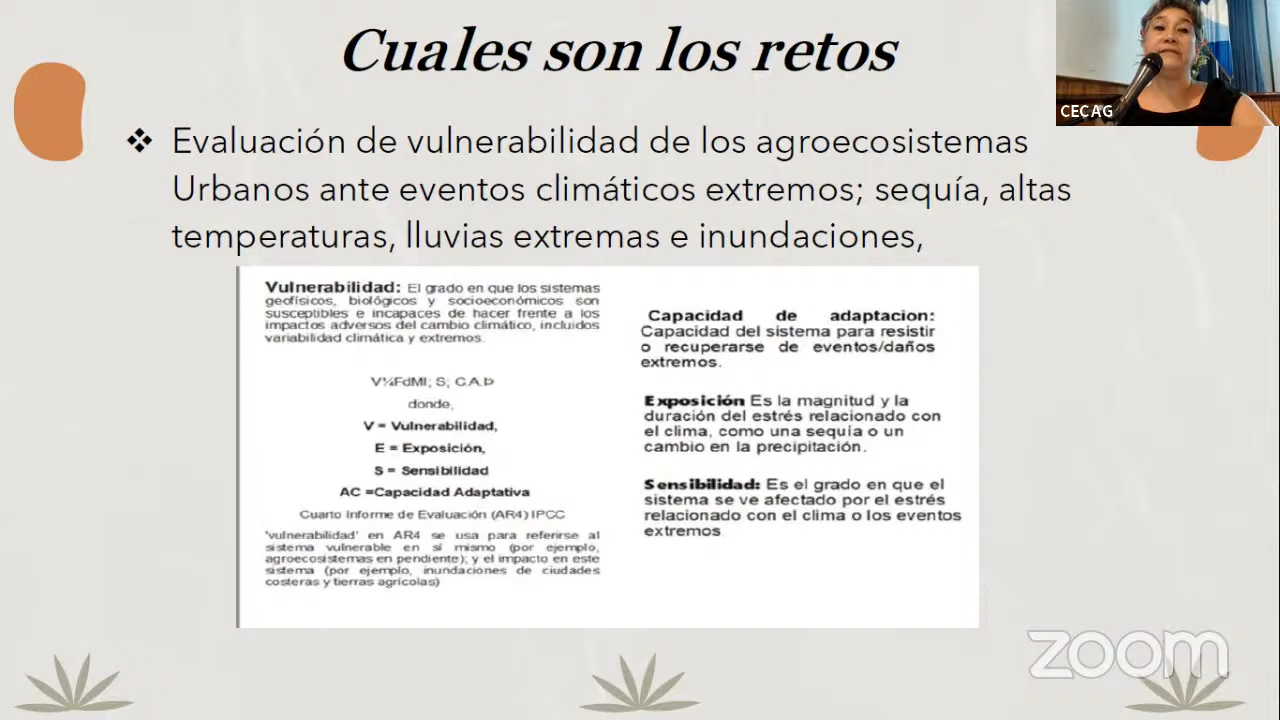 Cuales son los retos
CECAG
❖ Evaluación de vulnerabilidad de los agroecosistemas
Urbanos ante eventos climáticos extremos; sequía, altas
temperaturas, lluvias extremas e inundaciones,
Vulnerabilidad: El grado en que los sistemas
geofísicos, biológicos y socioeconómicos son
susceptibles e incapaces de hacer frente a los
impactos adversos del cambio climático, incluidos
variabilidad climática y extremos.
V¼FdMI; S; C.A.Þ
donde,
V = Vulnerabilidad,
E = Exposición,
S = Sensibilidad
AC =Capacidad Adaptativa
Cuarto Informe de Evaluación (AR4) IPCC
'vulnerabilidad' en AR4 se usa para referirse al
sistema vulnerable en sí mismo (por ejemplo,
agroecosistemas en pendiente); y el impacto en este
sistema (por ejemplo, inundaciones de ciudades
costeras y tierras agrícolas)
Capacidad de adaptacion:
Capacidad del sistema para resistir
o recuperarse de eventos/daños
extremos.
Exposición Es la magnitud y la
duración del estrés relacionado con
el clima, como una sequía o un
cambio en la precipitación.
Sensibilidad: Es el grado en que el
sistema se ve afectado por el estrés
relacionado con el clima o los eventos
extremos
zoom